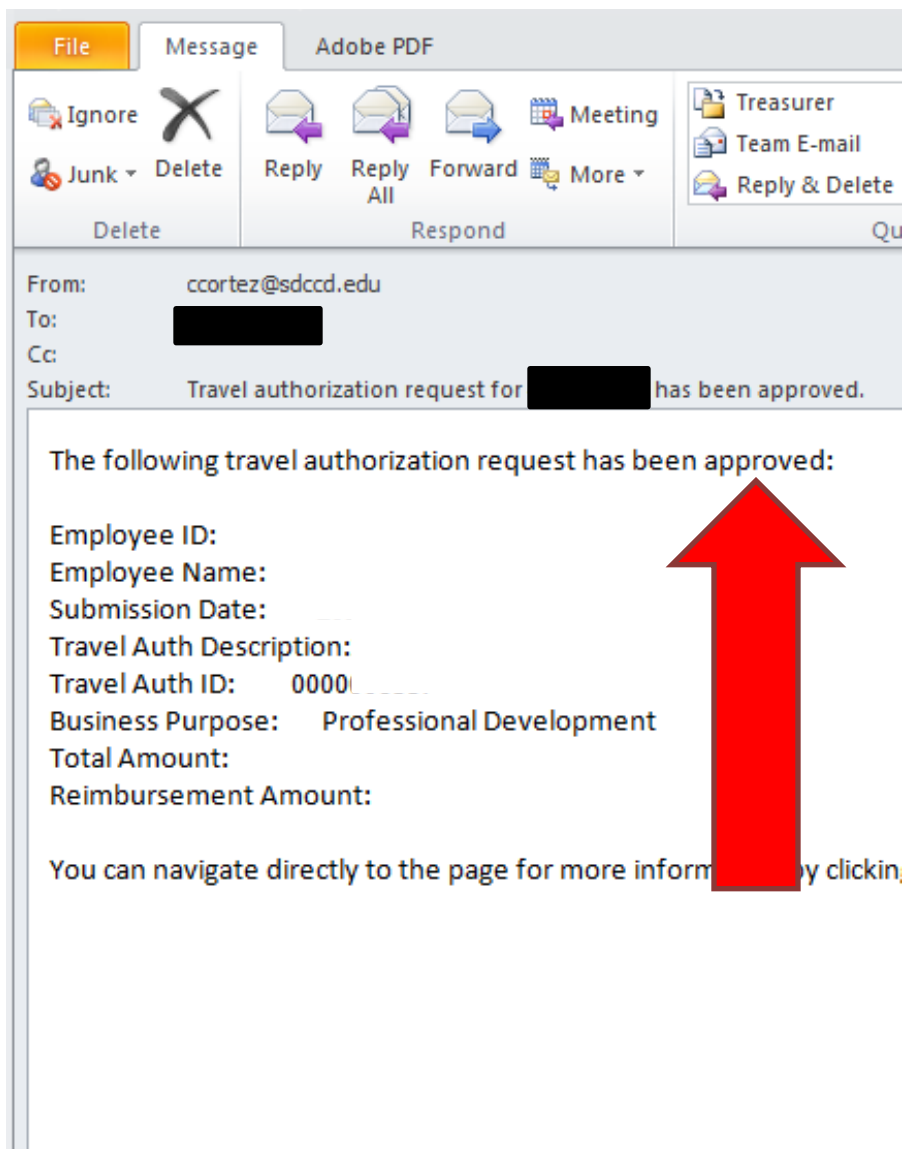 File Message Adobe PDF
Ignore
Junk
Delete
Reply
Reply All
Forward
Meeting
More
Treasurer
Team E-mail
Reply & Delete
Delete Respond
From: ccortez@sdccd.edu
To:
Cc:
Subject: Travel authorization request for has been approved.
The following travel authorization request has been approved:
Employee ID:
Employee Name:
Submission Date:
Travel Auth Description:
Travel Auth ID: 0000
Business Purpose: Professional Development
Total Amount:
Reimbursement Amount:
You can navigate directly to the page for more by